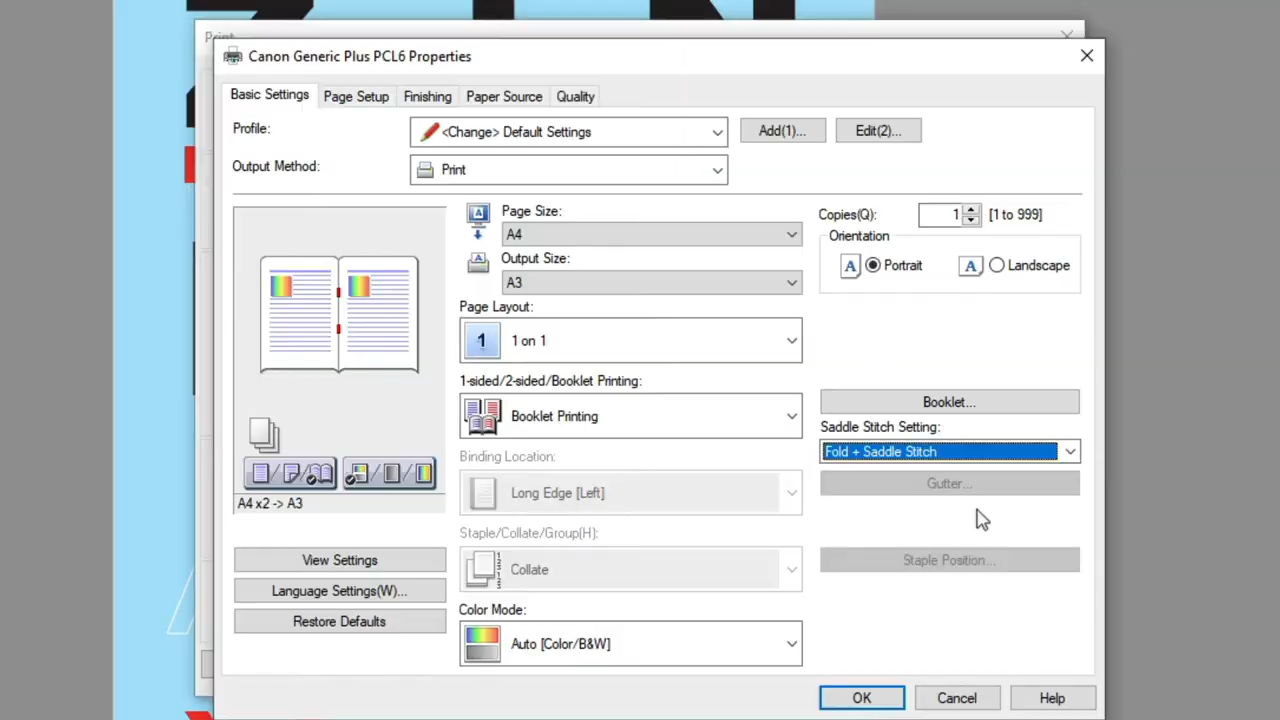 Print
Canon Generic Plus PCL6 Properties
Basic Settings
Page Setup
Finishing
Paper Source
Quality
Profile:
<Change> Default Settings
Add(1)...
Edit(2)...
Output Method:
Print
Page Size:
A4
Copies(Q):
1
[1 to 999]
Output Size:
A3
Orientation
A Portrait
A Landscape
Page Layout:
1
1 on 1
1-sided/2-sided/Booklet Printing:
Booklet Printing
Booklet...
Saddle Stitch Setting:
Fold + Saddle Stitch
Binding Location:
Long Edge [Left]
Gutter...
A4 x2 -> A3
Staple/Collate/Group(H):
Collate
Staple Position...
View Settings
Language Settings(W)...
Restore Defaults
Color Mode:
Auto [Color/B&W]
OK
Cancel
Help